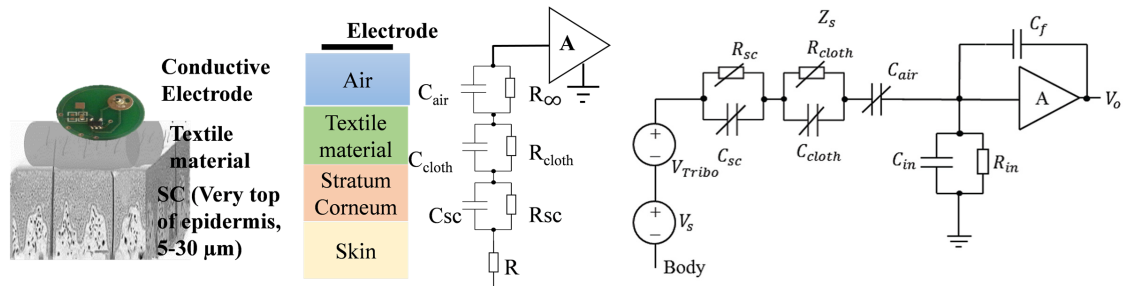 Conductive
Electrode
Textile
material
SC (Very top
of epidermis,
5-30 μm)
Electrode
Air
Textile
material
Stratum
Corneum
Skin
C_air
R_∞
C_cloth
R_cloth
Csc
Rsc
R
A
Z_s
R_sc
R_cloth
C_air
C_sc
C_cloth
V_Tribo
V_s
Body
C_f
A
V_o
C_in
R_in